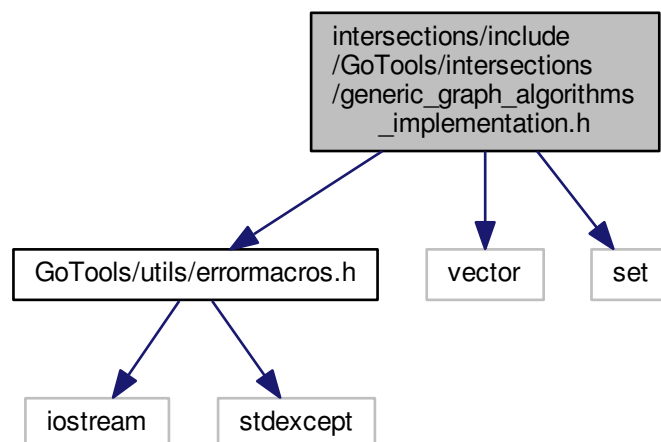 intersections/include
/GoTools/intersections
/generic_graph_algorithms
_implementation.h
GoTools/utils/errormacros.h
vector
set
iostream
stdexcept